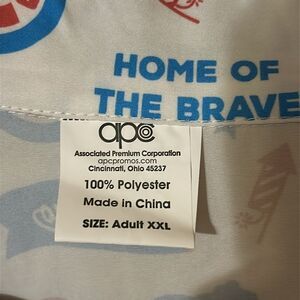 HOME OF
THE BRAVE
apc
Associated Premium Corporation
apcpromos.com
Cincinnati, Ohio 45237
100% Polyester
Made in China
SIZE: Adult XXL